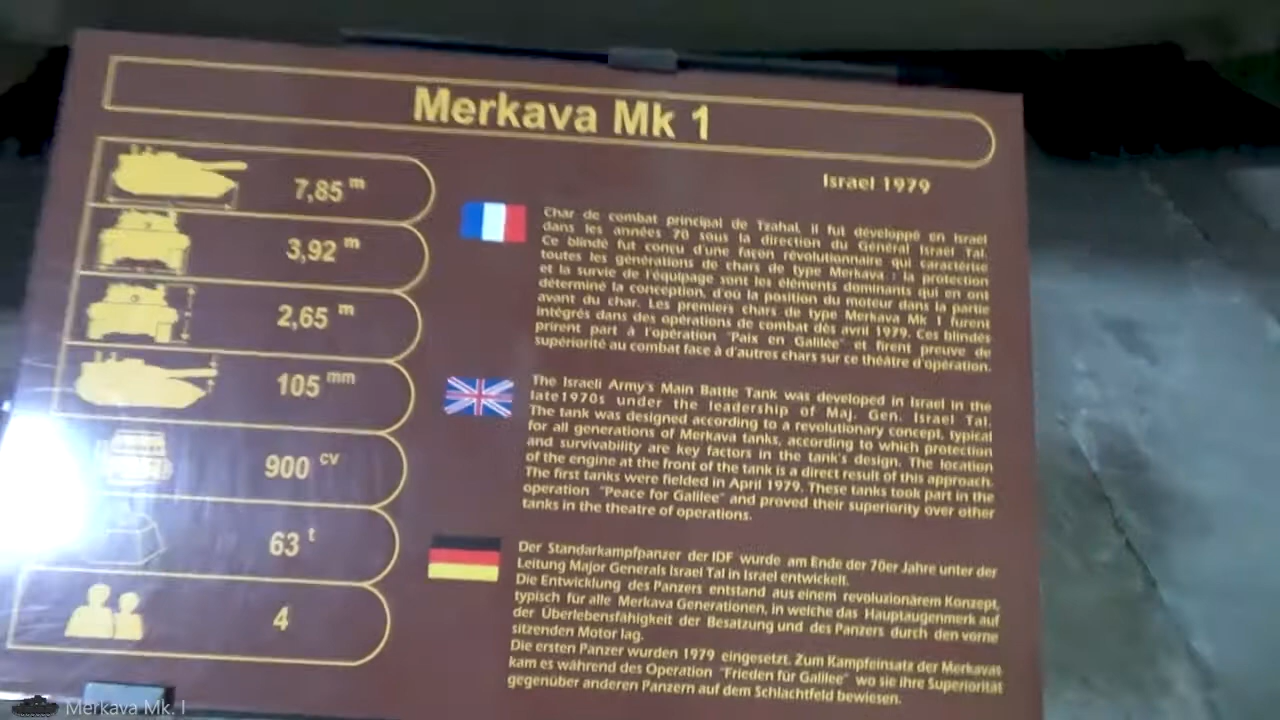 Merkava Mk 1
Israel 1979
7,85 m
3,92 m
2,65 m
105 mm
900 cv
63 t
4
Char de combat principal de Tzahal, il fut développé en Israël
dans les années 70 sous la direction du Général Israel Tal.
Ce blindé fut conçu d'une façon révolutionnaire qui caractérise
toutes les générations de chars de type Merkava : la protection
et la survie de l'équipage sont les éléments dominants qui en ont
déterminé la conception, d'où la position du moteur dans la partie
avant du char. Les premiers chars de type Merkava Mk 1 furent
intégrés dans des opérations de combat dès avril 1979. Ces blindés
prirent part à l'opération "Paix en Galilée" et firent preuve de
supériorité au combat face à d'autres chars sur ce théâtre d'opération.
The Israeli Army's Main Battle Tank was developed in Israel in the
late1970s under the leadership of Maj. Gen. Israel Tal.
The tank was designed according to a revolutionary concept, typical
for all generations of Merkava tanks, according to which protection
and survivability are key factors in the tank's design. The location
of the engine at the front of the tank is a direct result of this approach.
The first tanks were fielded in April 1979. These tanks took part in the
operation "Peace for Galilee" and proved their superiority over other
tanks in the theatre of operations.
Der Standarkampfpanzer der IDF wurde am Ende der 70er Jahre unter der
Leitung Major Generals Israel Tal in Israel entwickelt.
Die Entwicklung des Panzers entstand aus einem revolutionärem Konzept,
typisch für alle Merkava Generationen, in welche das Hauptaugenmerk auf
der Überlebensfähigkeit der Besatzung und des Panzers durch den vorne
sitzenden Motor lag.
Die ersten Panzer wurden 1979 eingesetzt. Zum Kampfeinsatz der Merkavas
kam es während des Operation "Frieden für Galilee" wo sie ihre Superiorität
gegenüber anderen Panzern auf dem Schlachtfeld bewiesen.
Merkava Mk. I